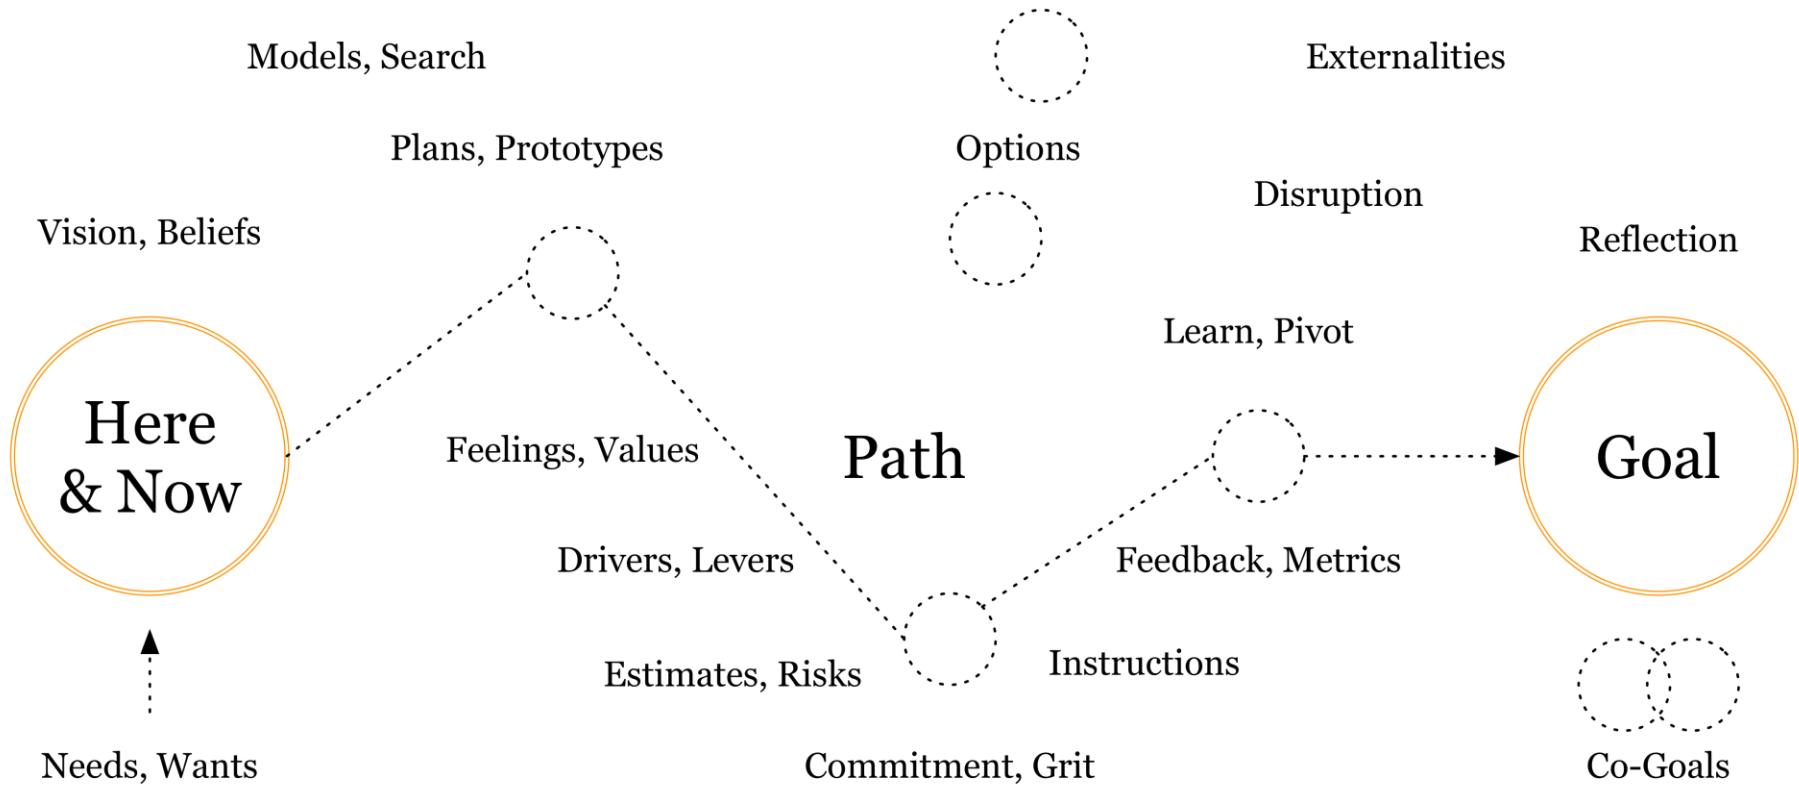 Models, Search
Externalities
Plans, Prototypes
Options
Disruption
Vision, Beliefs
Reflection
Learn, Pivot
Here
& Now
Feelings, Values
Path
Goal
Drivers, Levers
Feedback, Metrics
Estimates, Risks
Instructions
Needs, Wants
Commitment, Grit
Co-Goals